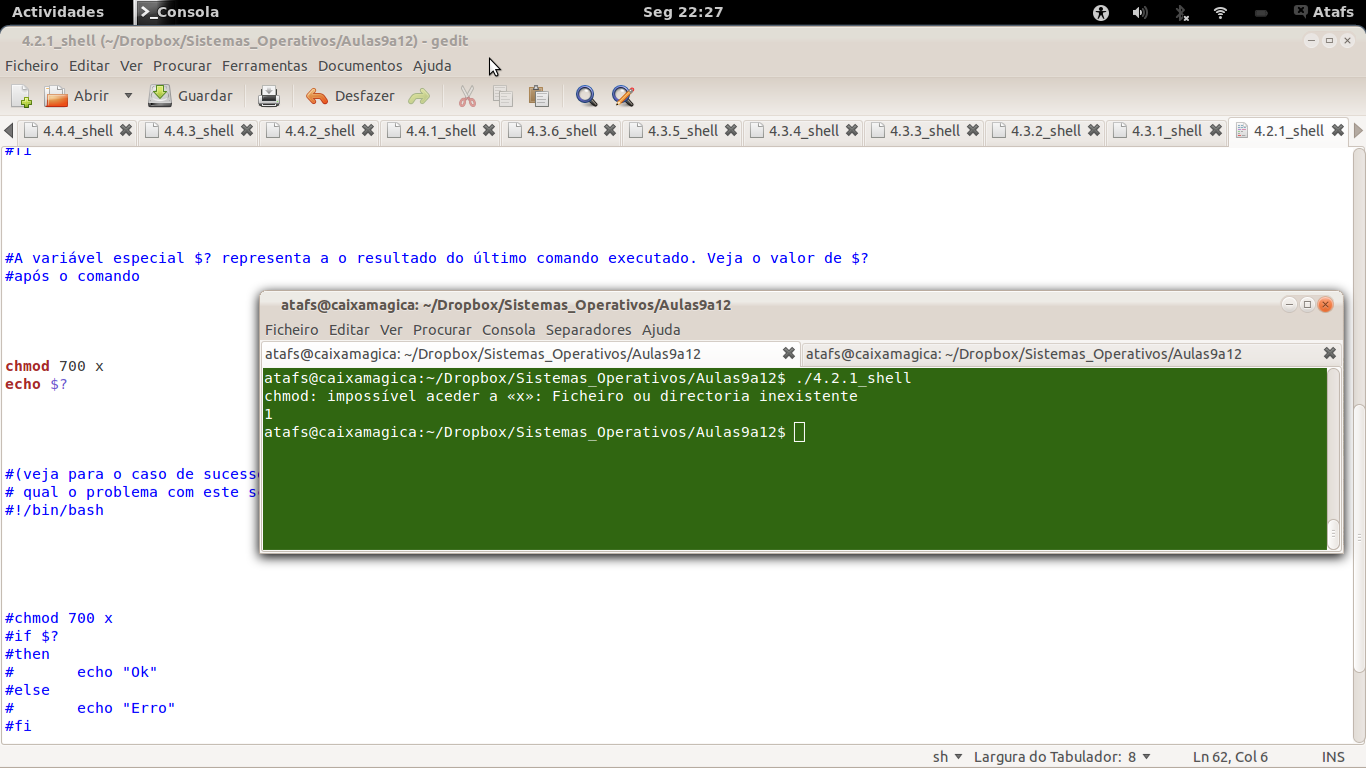 Actividades
Consola
Seg 22:27
Atafs
4.2.1_shell (~/Dropbox/Sistemas_Operativos/Aulas9a12) - gedit
Ficheiro Editar Ver Procurar Ferramentas Documentos Ajuda
Abrir Guardar Desfazer
4.4.4_shell 4.4.3_shell 4.4.2_shell 4.4.1_shell 4.3.6_shell 4.3.5_shell 4.3.4_shell 4.3.3_shell 4.3.2_shell 4.3.1_shell 4.2.1_shell
#fi
#A variável especial $? representa a o resultado do último comando executado. Veja o valor de $?
#após o comando
chmod 700 x
echo $?
#(veja para o caso de sucess
# qual o problema com este s
#!/bin/bash
#chmod 700 x
#if $?
#then
# echo "Ok"
#else
# echo "Erro"
#fi
atafs@caixamagica: ~/Dropbox/Sistemas_Operativos/Aulas9a12
Ficheiro Editar Ver Procurar Consola Separadores Ajuda
atafs@caixamagica: ~/Dropbox/Sistemas_Operativos/Aulas9a12 atafs@caixamagica: ~/Dropbox/Sistemas_Operativos/Aulas9a12
atafs@caixamagica:~/Dropbox/Sistemas_Operativos/Aulas9a12$ ./4.2.1_shell
chmod: impossível aceder a «x»: Ficheiro ou directoria inexistente
1
atafs@caixamagica:~/Dropbox/Sistemas_Operativos/Aulas9a12$
sh Largura do Tabulador: 8 Ln 62, Col 6 INS